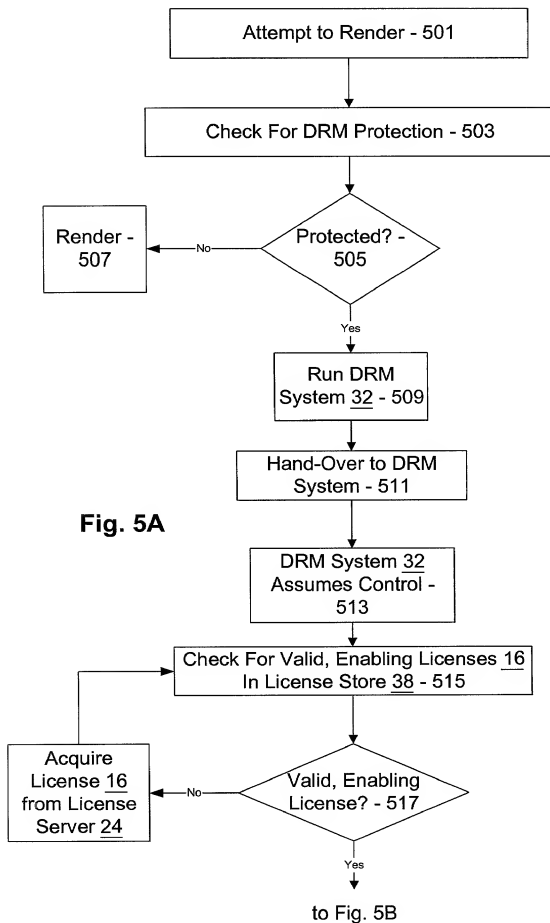 Attempt to Render - 501
Check For DRM Protection - 503
Render -
507
No
Protected? -
505
Yes
Run DRM
System 32 - 509
Hand-Over to DRM
System - 511
Fig. 5A
DRM System 32
Assumes Control -
513
Check For Valid, Enabling Licenses 16
In License Store 38 - 515
Acquire
License 16
from License
Server 24
No
Valid, Enabling
License? - 517
Yes
to Fig. 5B